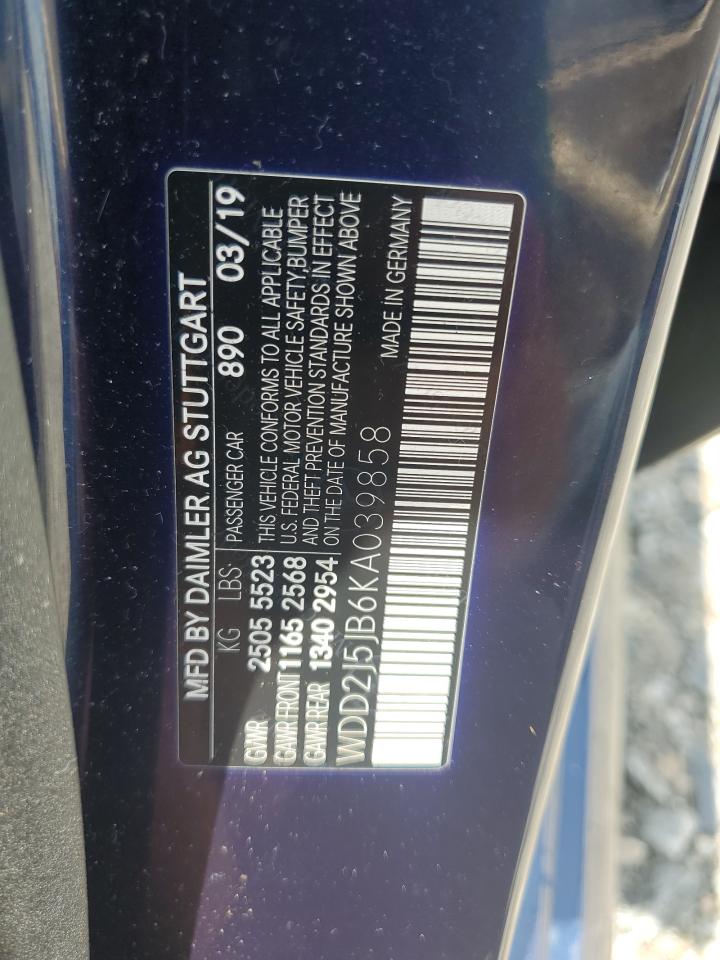 MFD BY DAIMLER AG STUTTGART
KG LBS PASSENGER CAR 890 03/19
GVWR 2505 5523 THIS VEHICLE CONFORMS TO ALL APPLICABLE
GAWR FRONT 1165 2568 U.S. FEDERAL MOTOR VEHICLE SAFETY, BUMPER
GAWR REAR 1340 2954 AND THEFT PREVENTION STANDARDS IN EFFECT
ON THE DATE OF MANUFACTURE SHOWN ABOVE
WDD2J5JB6KA039858 MADE IN GERMANY